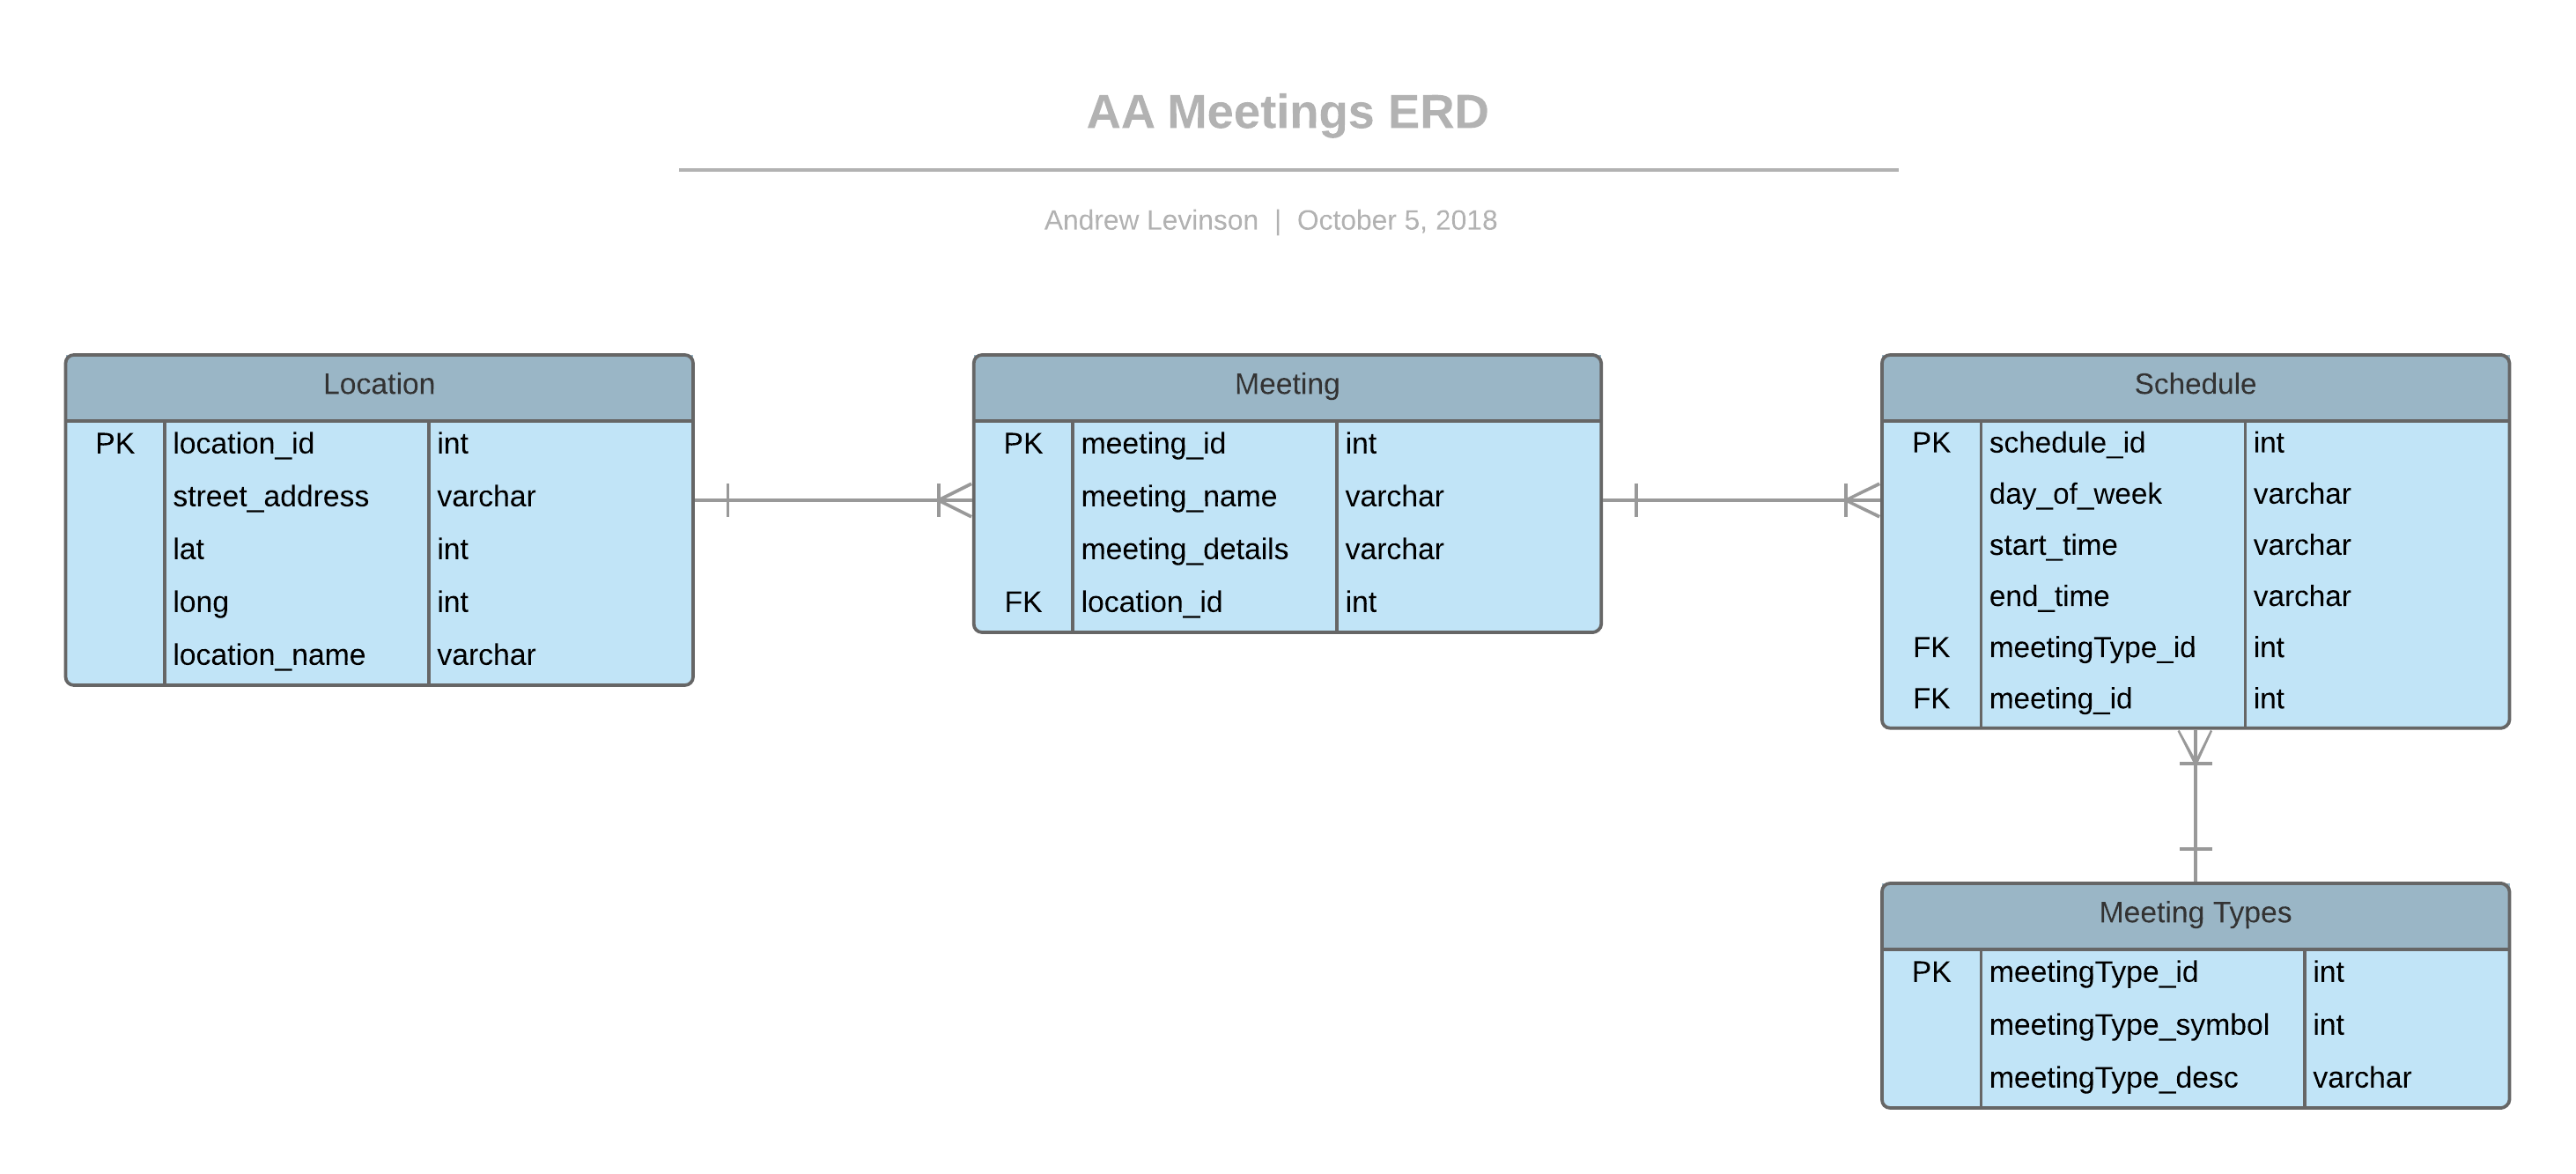 AA Meetings ERD
Andrew Levinson | October 5, 2018
Location
PK location_id int
street_address varchar
lat int
long int
location_name varchar
Meeting
PK meeting_id int
meeting_name varchar
meeting_details varchar
FK location_id int
Schedule
PK schedule_id int
day_of_week varchar
start_time varchar
end_time varchar
FK meetingType_id int
FK meeting_id int
Meeting Types
PK meetingType_id int
meetingType_symbol int
meetingType_desc varchar